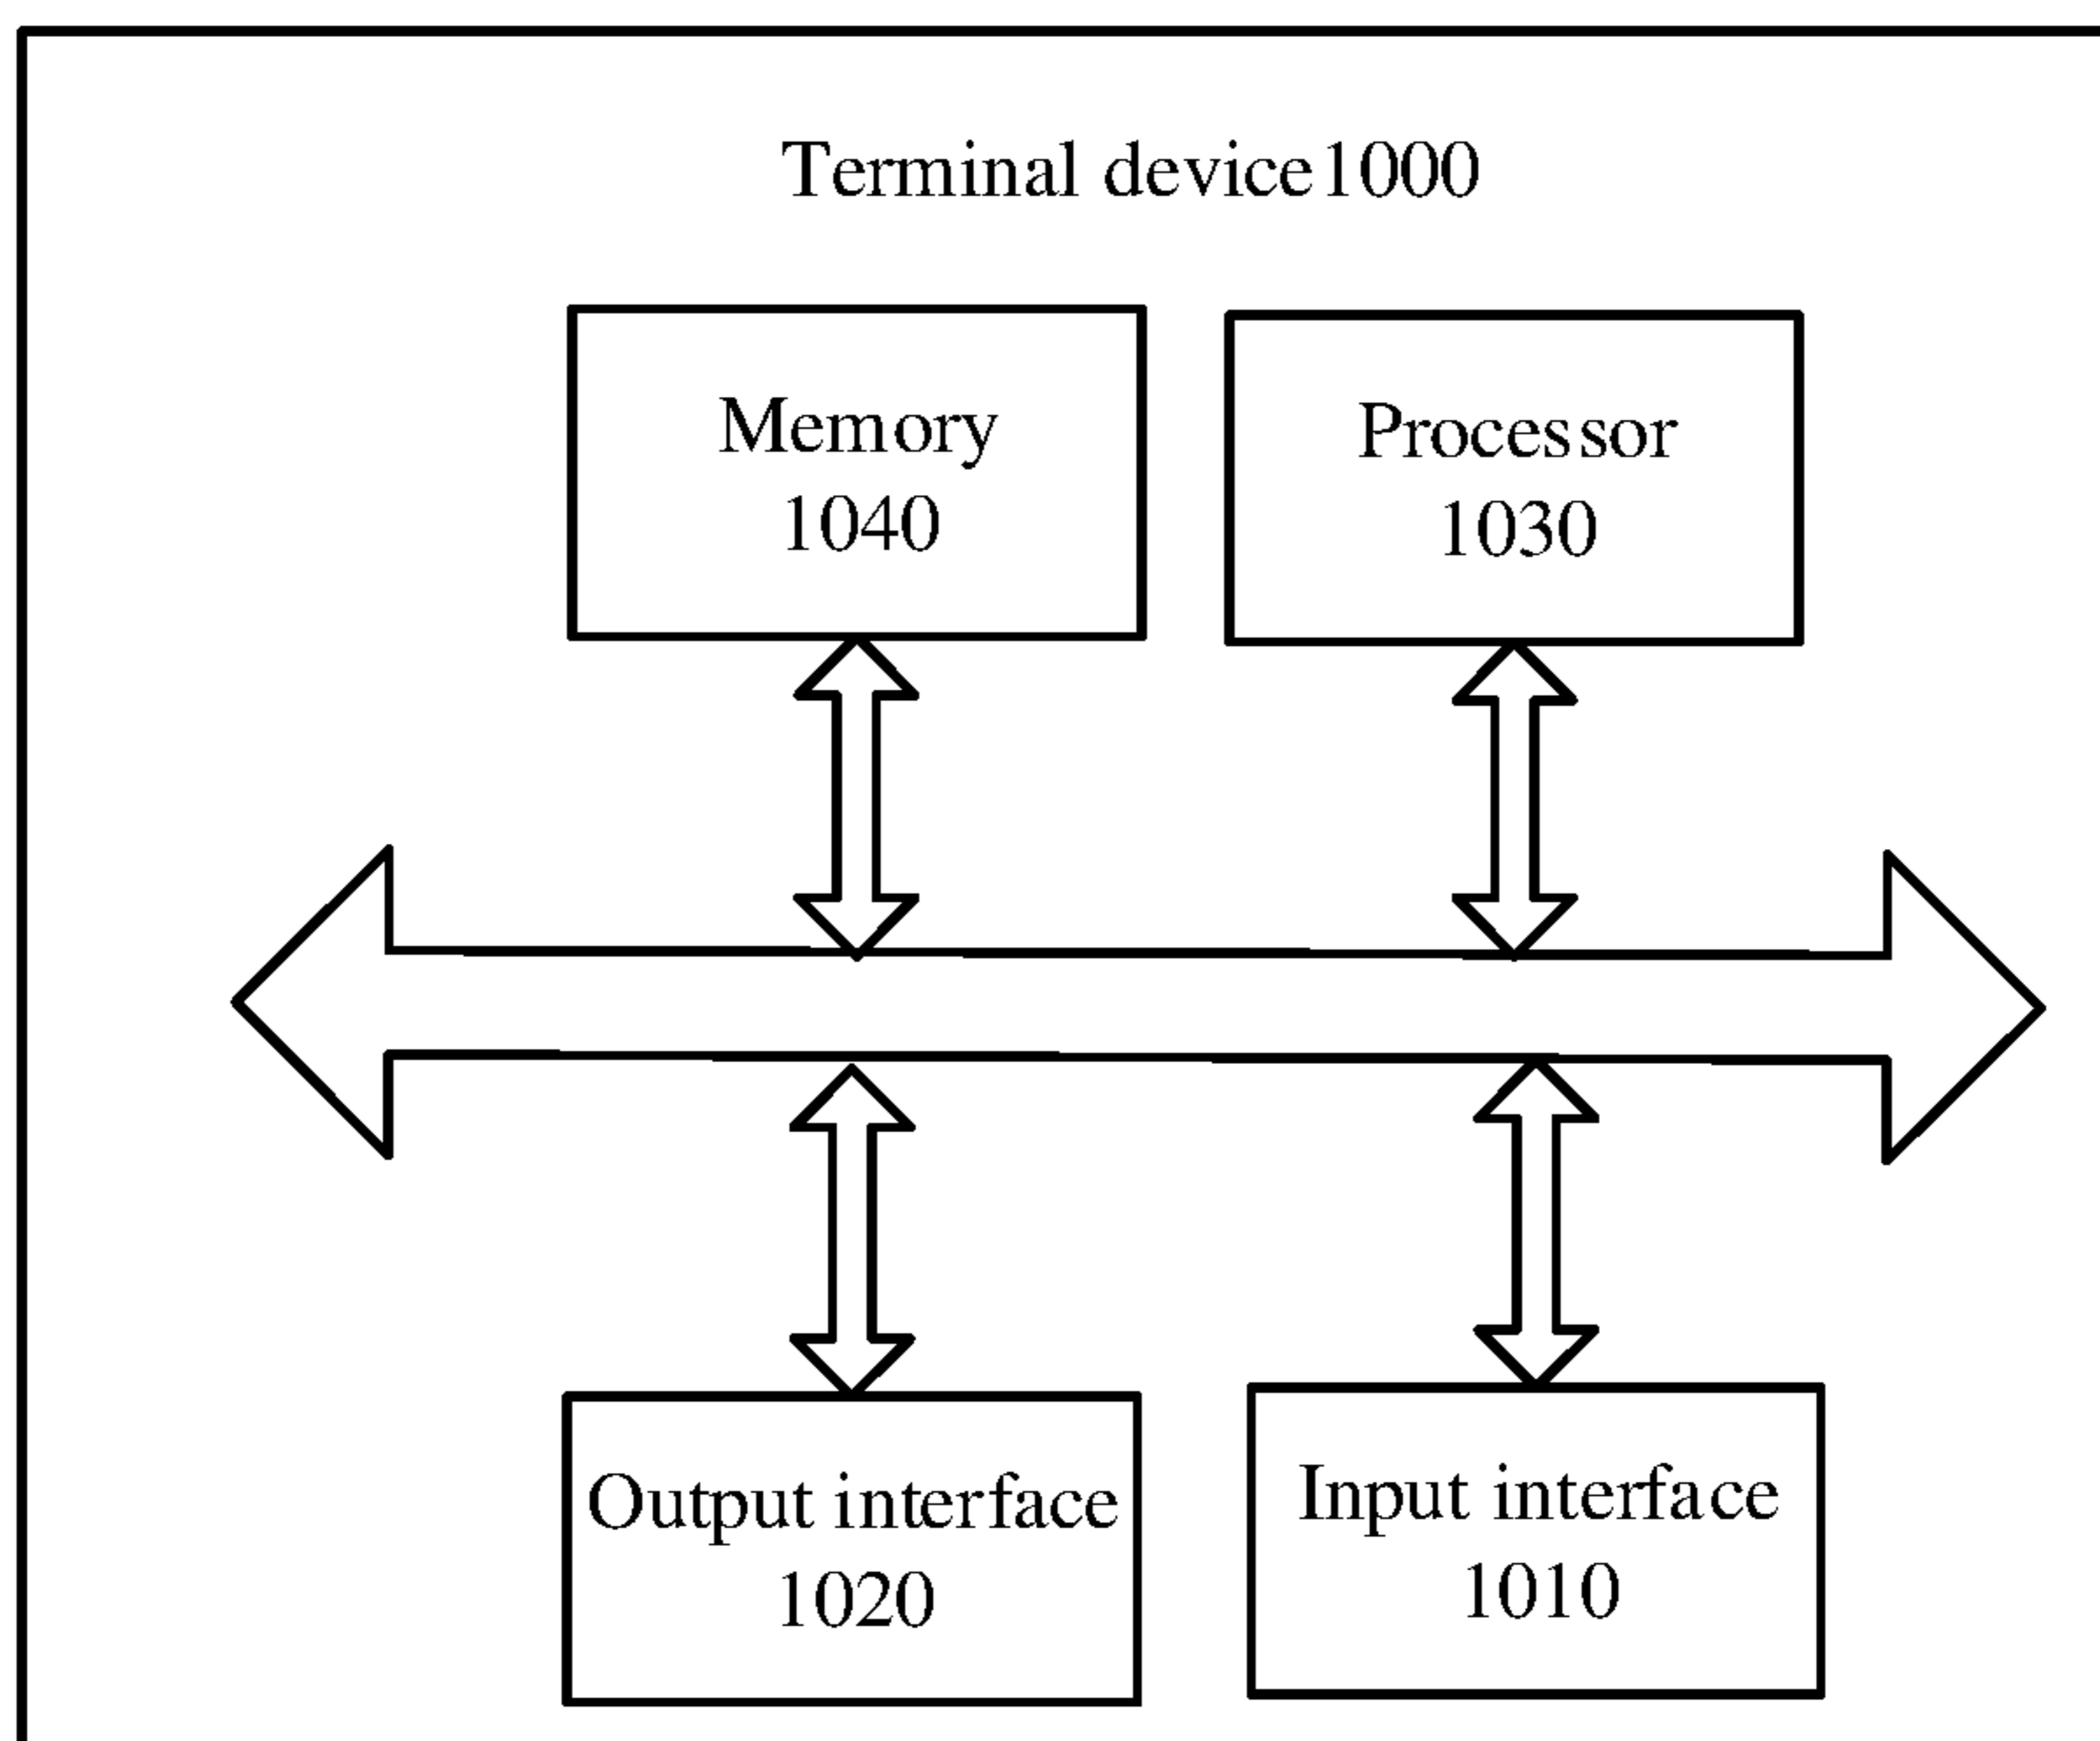 Terminal device1000
Memory
1040
Processor
1030
Output interface
1020
Input interface
1010